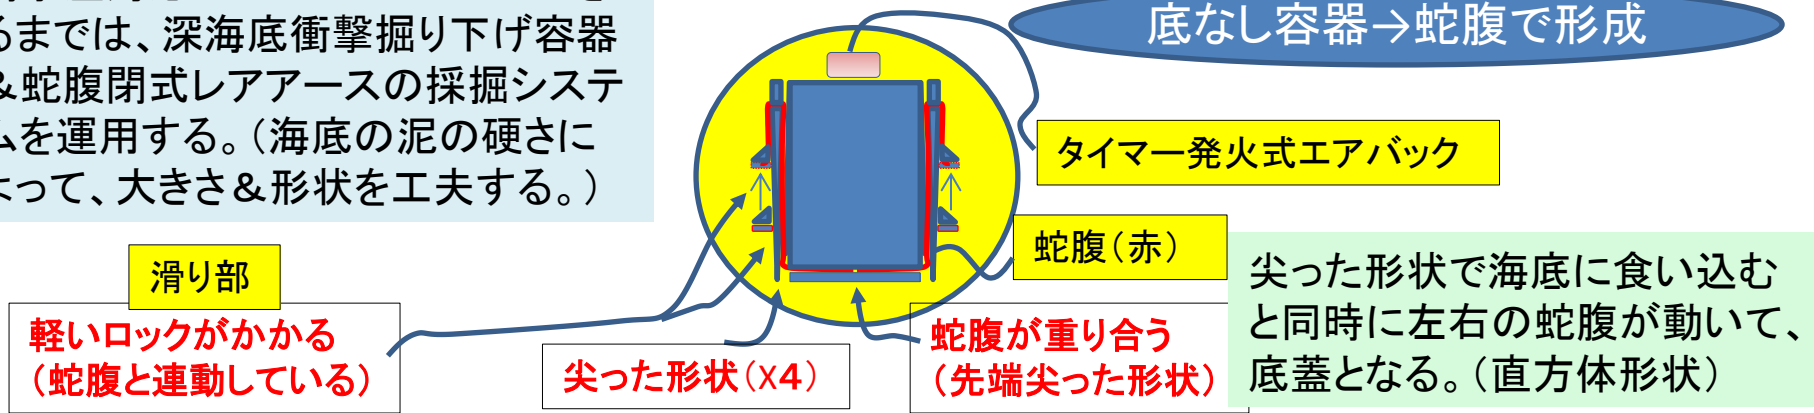 るまでは、深海底衝撃掘り下げ容器
&蛇腹閉式レアアースの採掘システ
ムを運用する。(海底の泥の硬さに
よって、大きさ&形状を工夫する。)
底なし容器→蛇腹で形成
タイマー発火式エアバック
蛇腹(赤)
滑り部
軽いロックがかかる
(蛇腹と連動している)
尖った形状(X4)
蛇腹が重り合う
(先端尖った形状)
尖った形状で海底に食い込む
と同時に左右の蛇腹が動いて、
底蓋となる。(直方体形状)